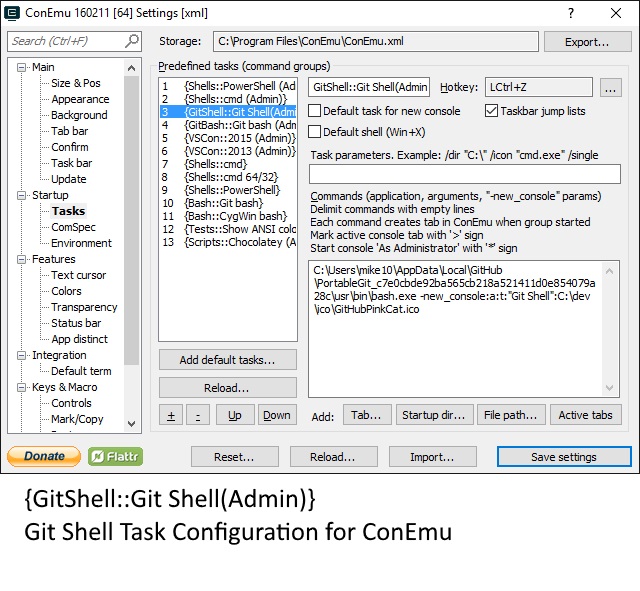 ConEmu 160211 [64] Settings [xml]
?
Search (Ctrl+F)
Storage:
C:\Program Files\ConEmu\ConEmu.xml
Export...
Main
Size & Pos
Appearance
Background
Tab bar
Confirm
Task bar
Update
Startup
Tasks
ComSpec
Environment
Features
Text cursor
Colors
Transparency
Status bar
App distinct
Integration
Default term
Keys & Macro
Controls
Mark/Copy
Predefined tasks (command groups)
1 {Shells::PowerShell (Ad
2 {Shells::cmd (Admin)}
3 {GitShell::Git Shell(Admi
4 {GitBash::Git bash (Adn
5 {VSCon::2015 (Admin)}
6 {VSCon::2013 (Admin)}
7 {Shells::cmd}
8 {Shells::cmd 64/32}
9 {Shells::PowerShell}
10 {Bash::Git bash}
11 {Bash::CygWin bash}
12 {Tests::Show ANSI colo
13 {Scripts::Chocolatey (A
Add default tasks...
Reload...
+
-
Up
Down
GitShell::Git Shell(Admin
Hotkey:
LCtrl+Z
...
Default task for new console
Taskbar jump lists
Default shell (Win+X)
Task parameters. Example: /dir "C:\" /icon "cmd.exe" /single
Commands (application, arguments, "-new_console" params)
Delimit commands with empty lines
Each command creates tab in ConEmu when group started
Mark active console tab with '>' sign
Start console 'As Administrator' with '*' sign
C:\Users\mike10\AppData\Local\GitHub
\PortableGit_c7e0cbde92ba565cb218a521411d0e854079a
28c\usr\bin\bash.exe -new_console:a:t:"Git Shell":C:\dev
\ico\GitHubPinkCat.ico
Add:
Tab...
Startup dir...
File path...
Active tabs
Donate
Flattr
Reset...
Reload...
Import...
Save settings
{GitShell::Git Shell(Admin)}
Git Shell Task Configuration for ConEmu